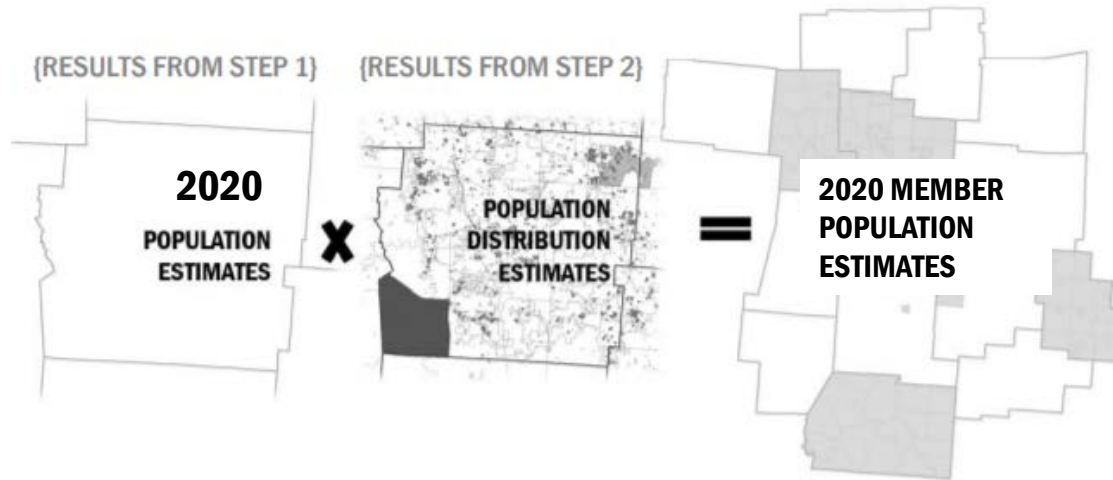 {RESULTS FROM STEP 1}
{RESULTS FROM STEP 2}
2020
POPULATION
ESTIMATES
X
POPULATION
DISTRIBUTION
ESTIMATES
=
2020 MEMBER
POPULATION
ESTIMATES